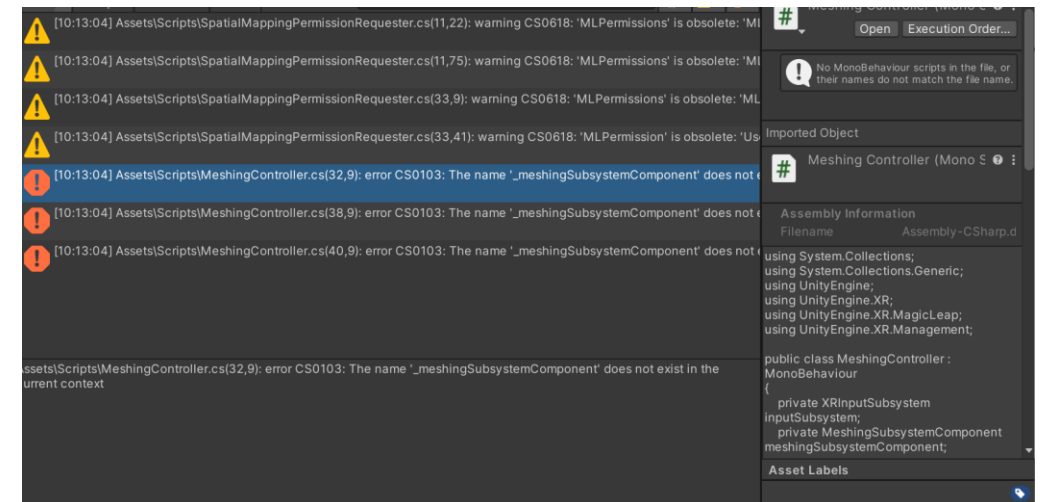 [10:13:04] Assets\Scripts\SpatialMappingPermissionRequester.cs(11,22): warning CS0618: 'MLPermissions' is obsolete:
[10:13:04] Assets\Scripts\SpatialMappingPermissionRequester.cs(11,75): warning CS0618: 'MLPermissions' is obsolete:
[10:13:04] Assets\Scripts\SpatialMappingPermissionRequester.cs(33,9): warning CS0618: 'MLPermissions' is obsolete: 'ML
[10:13:04] Assets\Scripts\SpatialMappingPermissionRequester.cs(33,41): warning CS0618: 'MLPermission' is obsolete: 'Us
[10:13:04] Assets\Scripts\MeshingController.cs(32,9): error CS0103: The name '_meshingSubsystemComponent' does not
[10:13:04] Assets\Scripts\MeshingController.cs(38,9): error CS0103: The name '_meshingSubsystemComponent' does not
[10:13:04] Assets\Scripts\MeshingController.cs(40,9): error CS0103: The name '_meshingSubsystemComponent' does not
ssets\Scripts\MeshingController.cs(32,9): error CS0103: The name '_meshingSubsystemComponent' does not exist in the
urrent context
Meshing Controller (Mono S
Open Execution Order...
No MonoBehaviour scripts in the file, or
their names do not match the file name.
Imported Object
Meshing Controller (Mono S
Assembly Information
Filename Assembly-CSharp.d
using System.Collections;
using System.Collections.Generic;
using UnityEngine;
using UnityEngine.XR;
using UnityEngine.XR.MagicLeap;
using UnityEngine.XR.Management;
public class MeshingController :
MonoBehaviour
{
private XRInputSubsystem
inputSubsystem;
private MeshingSubsystemComponent
meshingSubsystemComponent;
Asset Labels